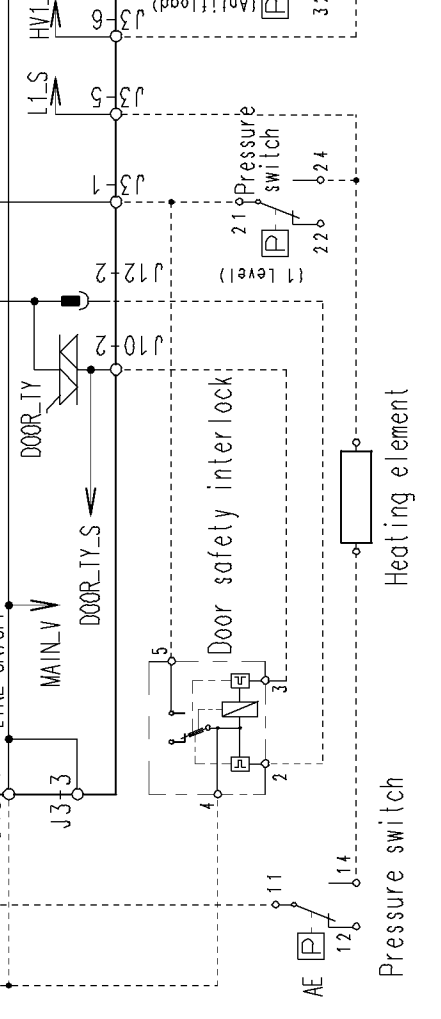 HV1_
J3-6
L1_S
J3-5
J3-1
Pressure
switch
24
21
22
P
(1 Level)
J12-2
J10-2
DOOR_TY
DOOR_TY_S
MAIN_V
Door safety interlock
Heating element
5
3
4
2
J3-3
11
14
12
P
AE
Pressure switch